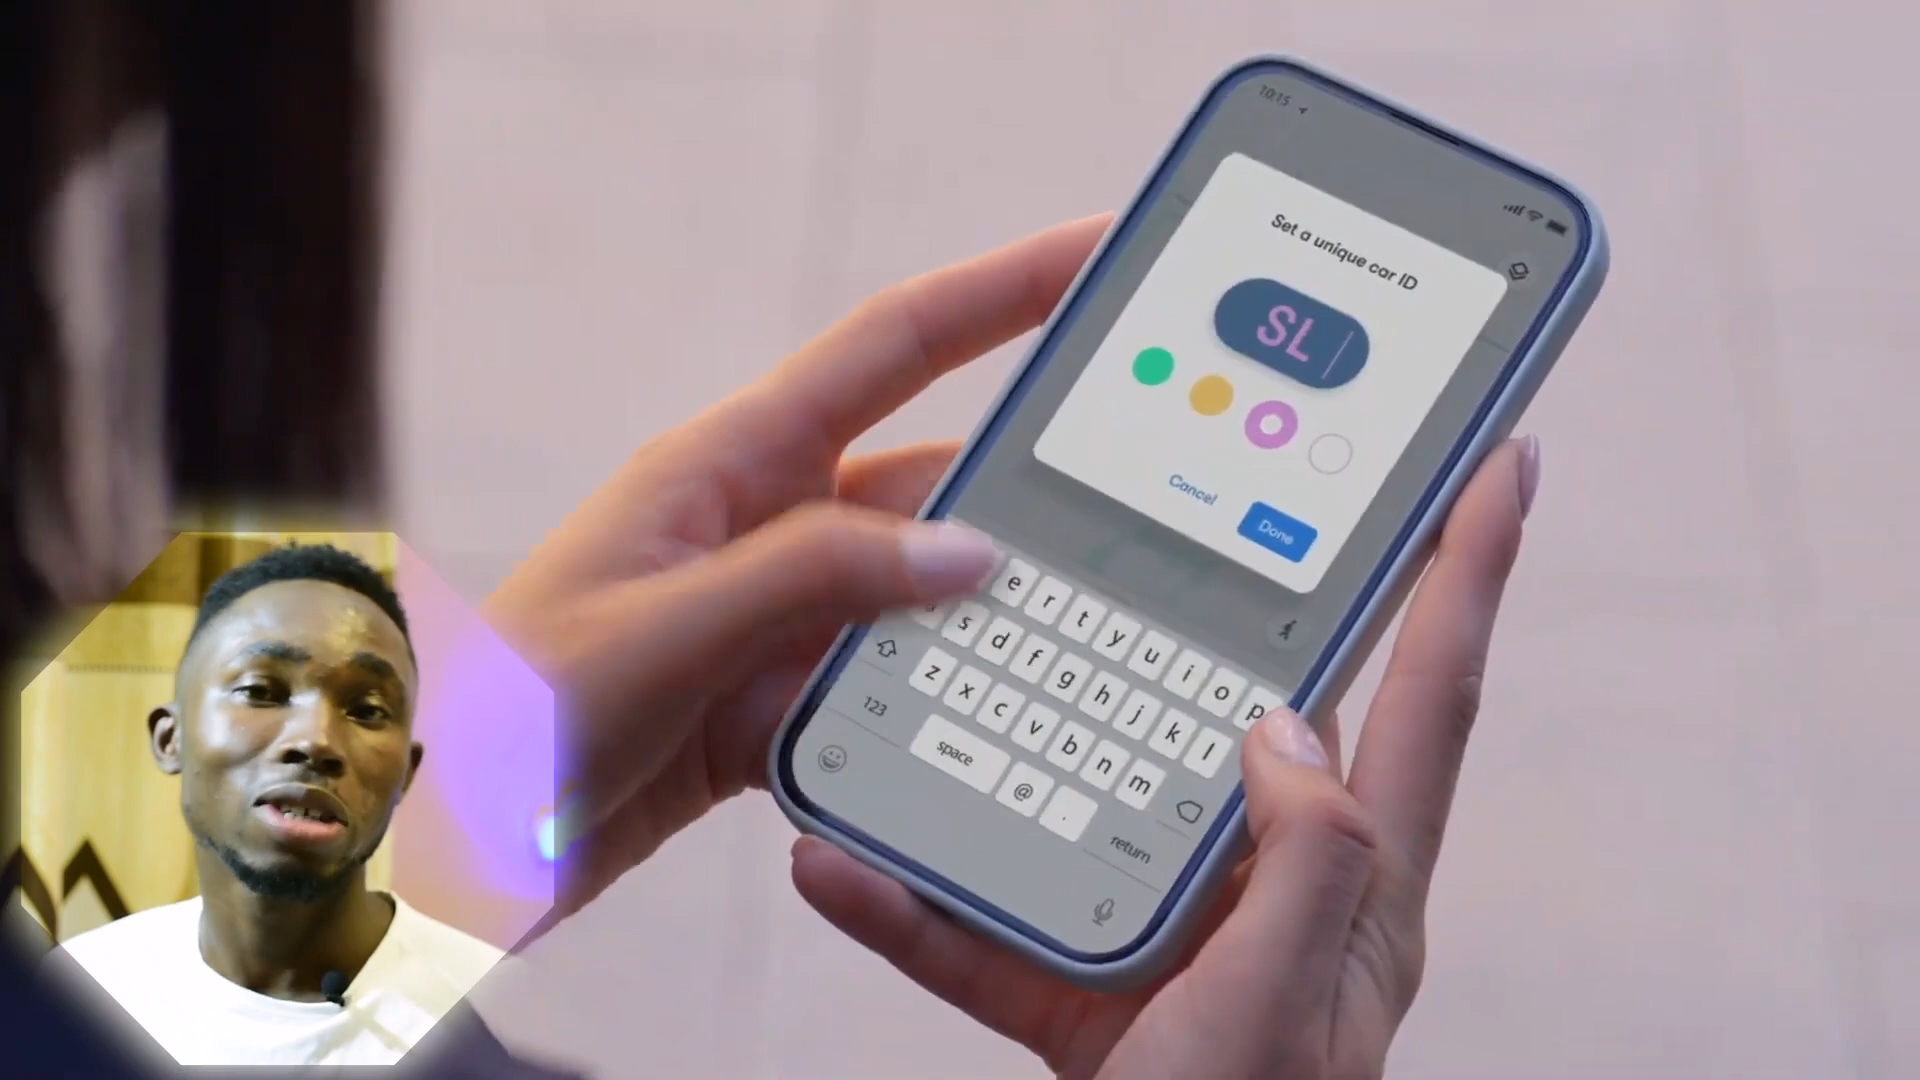 10:15
Set a unique car ID
SL
Cancel
Done
e r t y u i o p
s d f g h j k l
z x c v b n m
123
space
@
.
return